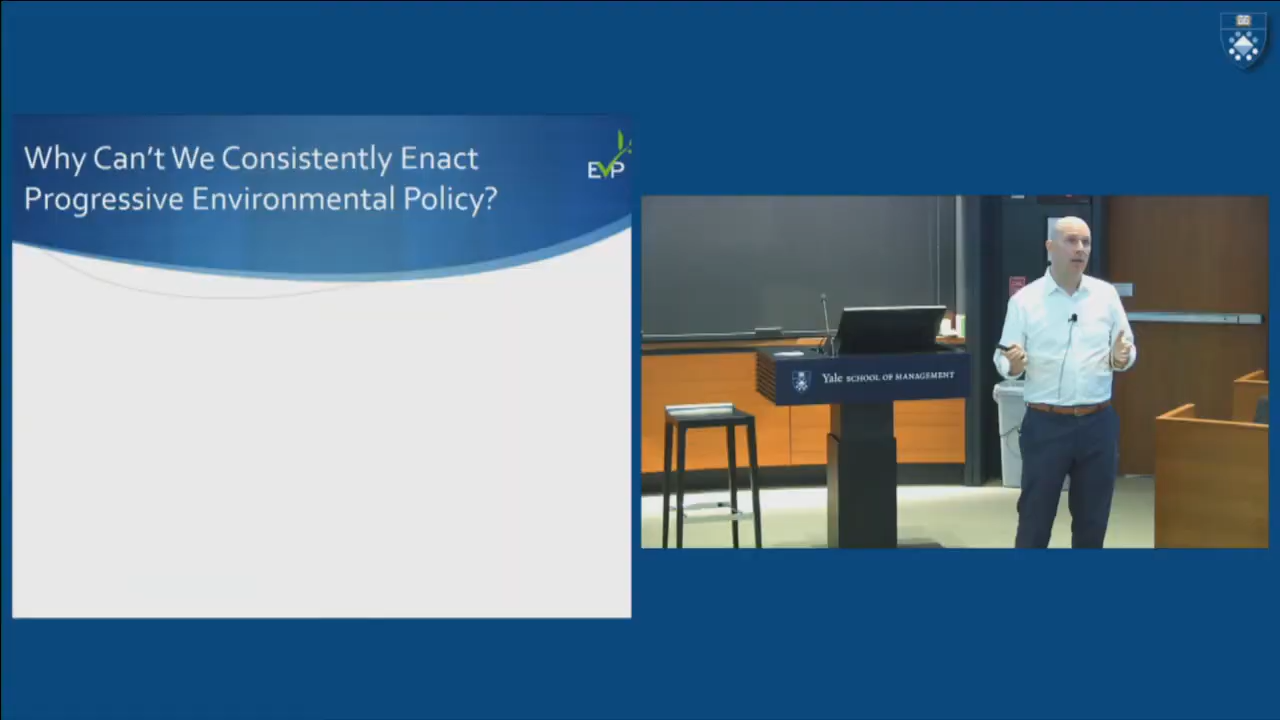 Why Can't We Consistently Enact
Progressive Environmental Policy?
EVP
Yale SCHOOL OF MANAGEMENT